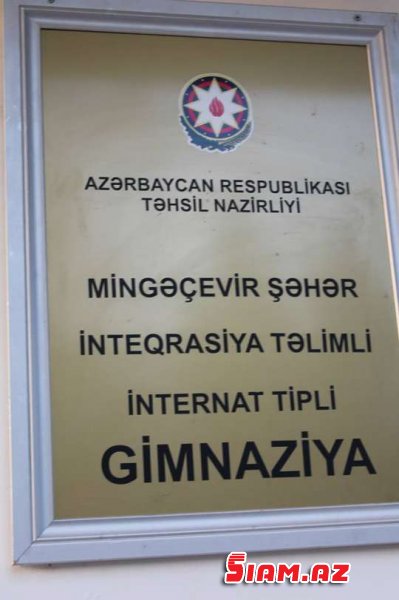 AZƏRBAYCAN RESPUBLİKASI
TƏHSİL NAZİRLİYİ
MİNGƏÇEVİR ŞƏHƏR
İNTEQRASİYA TƏLİMLİ
İNTERNAT TİPLİ
GİMNAZİYA
SIAM.AZ